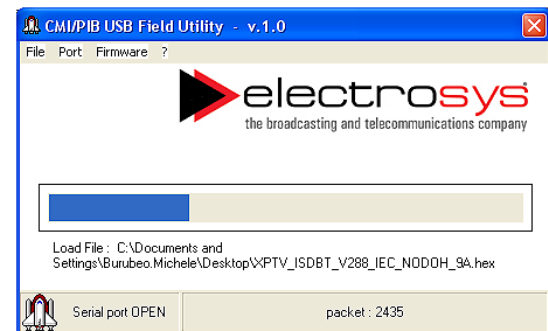 CMI/PIB USB Field Utility - v.1.0
File Port Firmware ?
electrosys
the broadcasting and telecommunications company
Load File : C:\Documents and
Settings\Burubeo.Michele\Desktop\XPTV_ISDBT_V288_IEC_NODOH_9A.hex
Serial port OPEN
packet : 2435